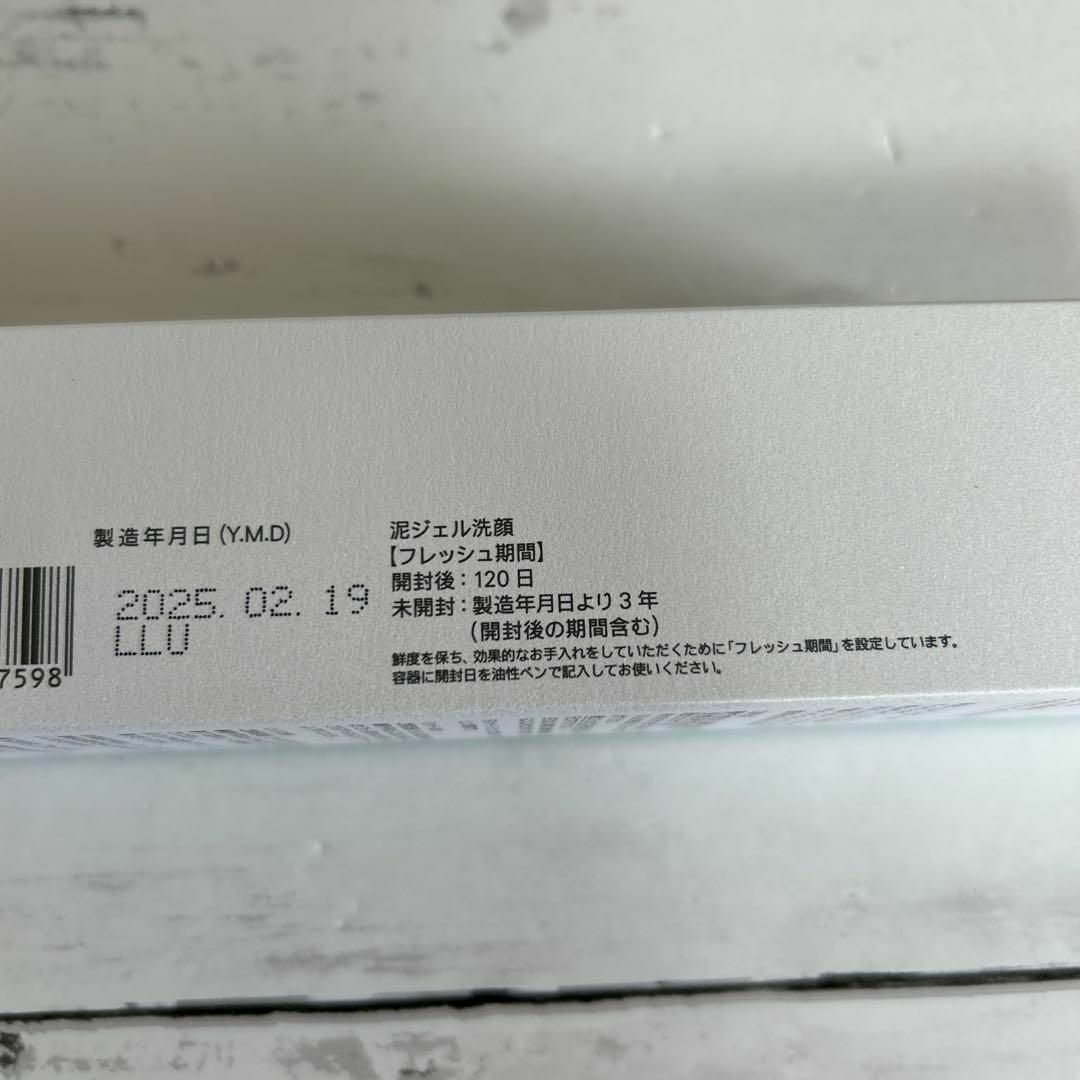 製造年月日(Y.M.D)
2025.02.19
LLU
7598
泥ジェル洗顔
【フレッシュ期間】
開封後：120日
未開封：製造年月日より3年
（開封後の期間含む）
鮮度を保ち、効果的なお手入れをしていただくために「フレッシュ期間」を設定しています。
容器に開封日を油性ペンで記入してお使いください。